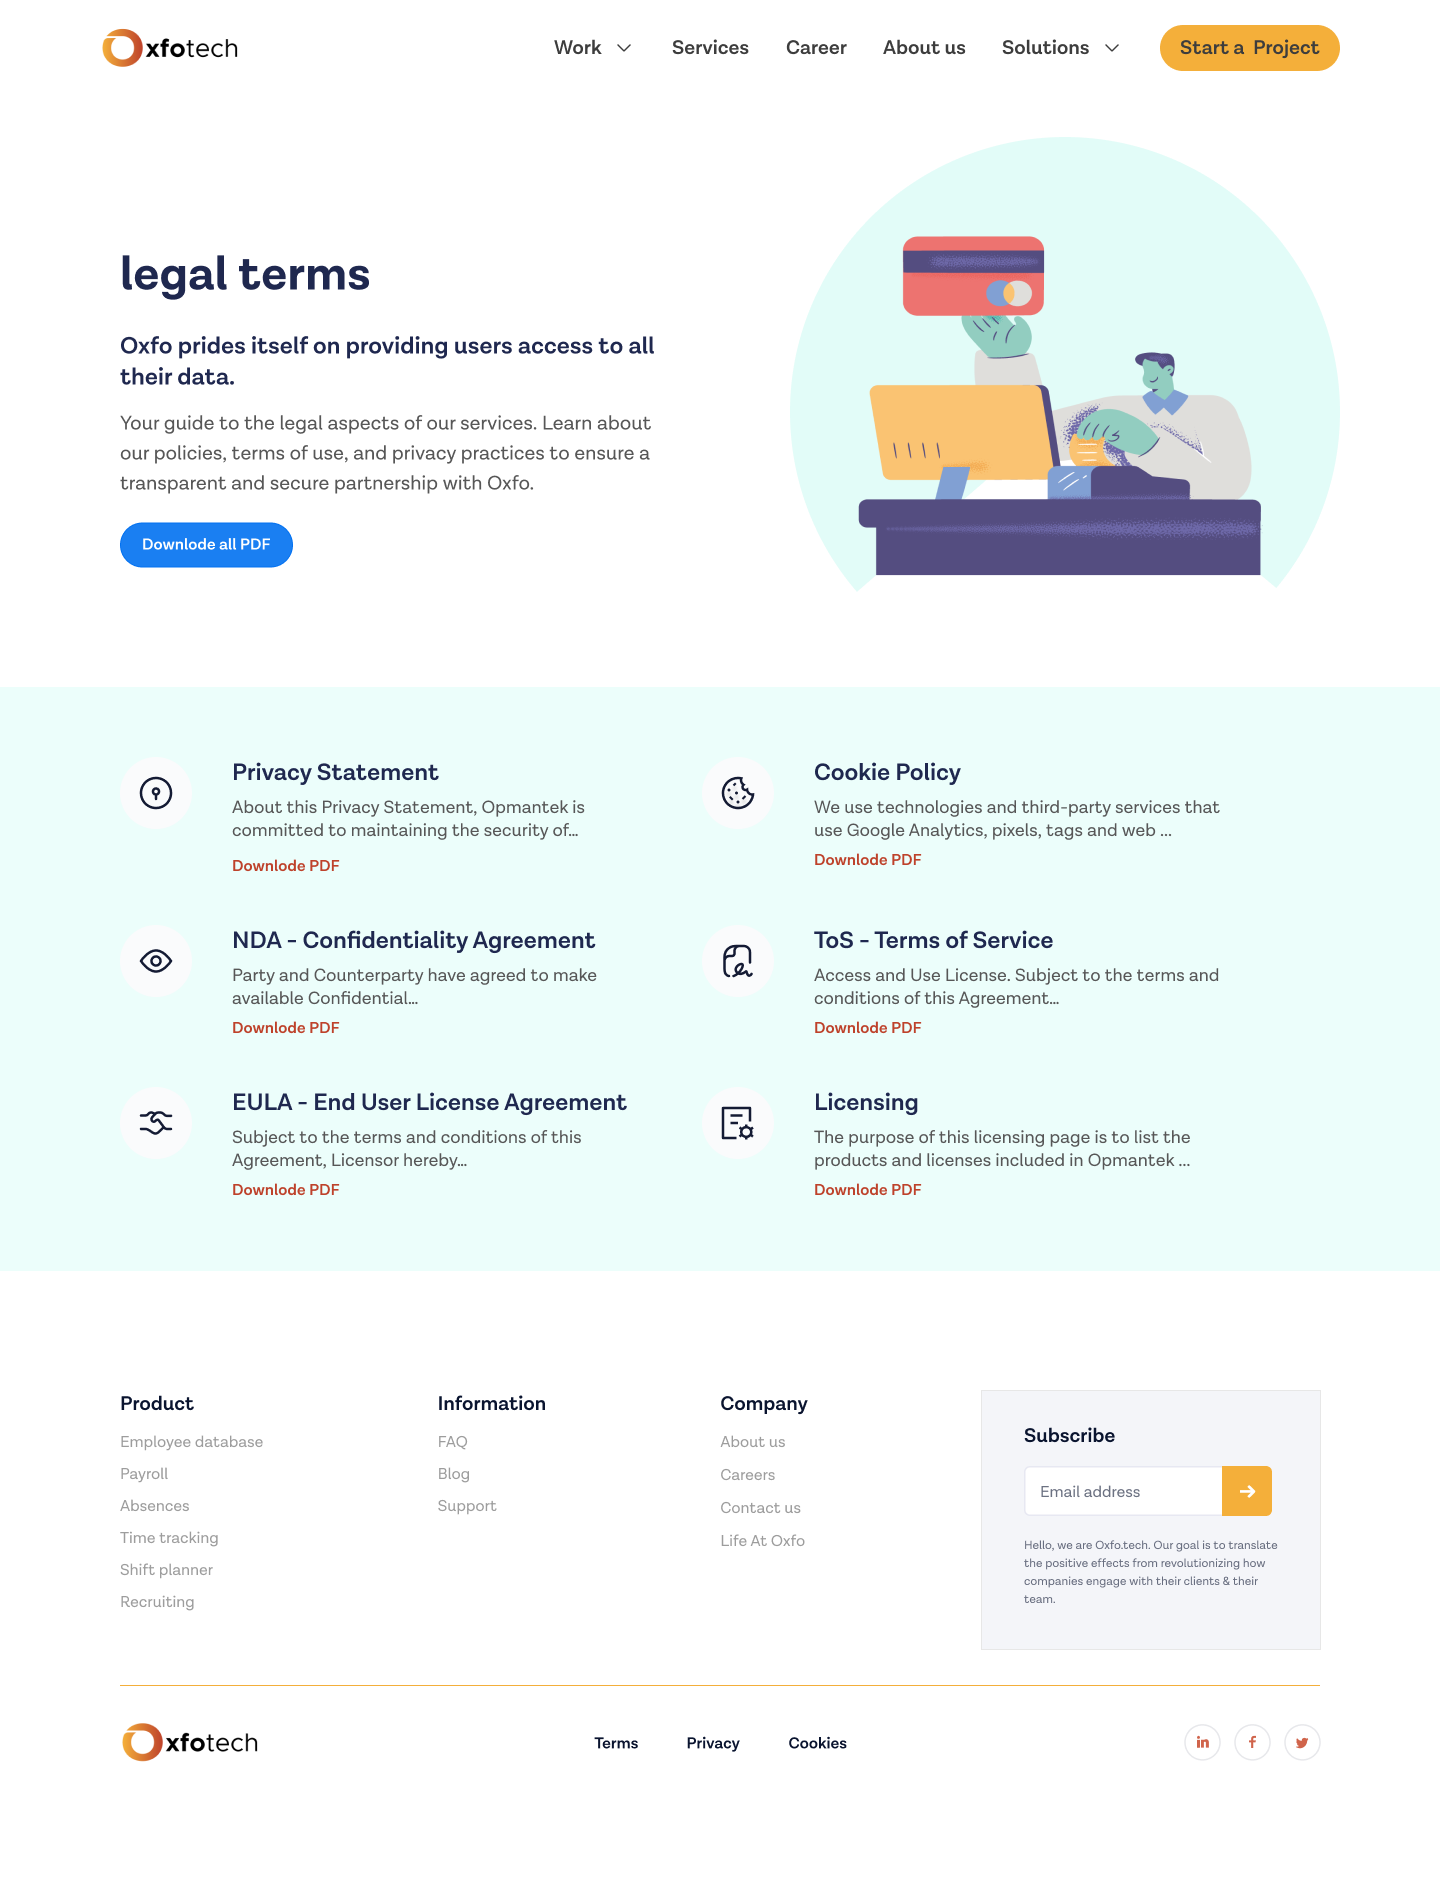 Oxfotech
Work
Services
Career
About us
Solutions
Start a  Project
legal terms
Oxfo prides itself on providing users access to all
their data.
Your guide to the legal aspects of our services. Learn about
our policies, terms of use, and privacy practices to ensure a
transparent and secure partnership with Oxfo.
Downlode all PDF
Privacy Statement
About this Privacy Statement, Opmantek is
committed to maintaining the security of...
Downlode PDF
Cookie Policy
We use technologies and third-party services that
use Google Analytics, pixels, tags and web ...
Downlode PDF
NDA - Confidentiality Agreement
Party and Counterparty have agreed to make
available Confidential...
Downlode PDF
ToS - Terms of Service
Access and Use License. Subject to the terms and
conditions of this Agreement...
Downlode PDF
EULA - End User License Agreement
Subject to the terms and conditions of this
Agreement, Licensor hereby...
Downlode PDF
Licensing
The purpose of this licensing page is to list the
products and licenses included in Opmantek ...
Downlode PDF
Product
Employee database
Payroll
Absences
Time tracking
Shift planner
Recruiting
Information
FAQ
Blog
Support
Company
About us
Careers
Contact us
Life At Oxfo
Subscribe
Email address
Hello, we are Oxfo.tech. Our goal is to translate
the positive effects from revolutionizing how
companies engage with their clients & their
team.
Oxfotech
Terms
Privacy
Cookies